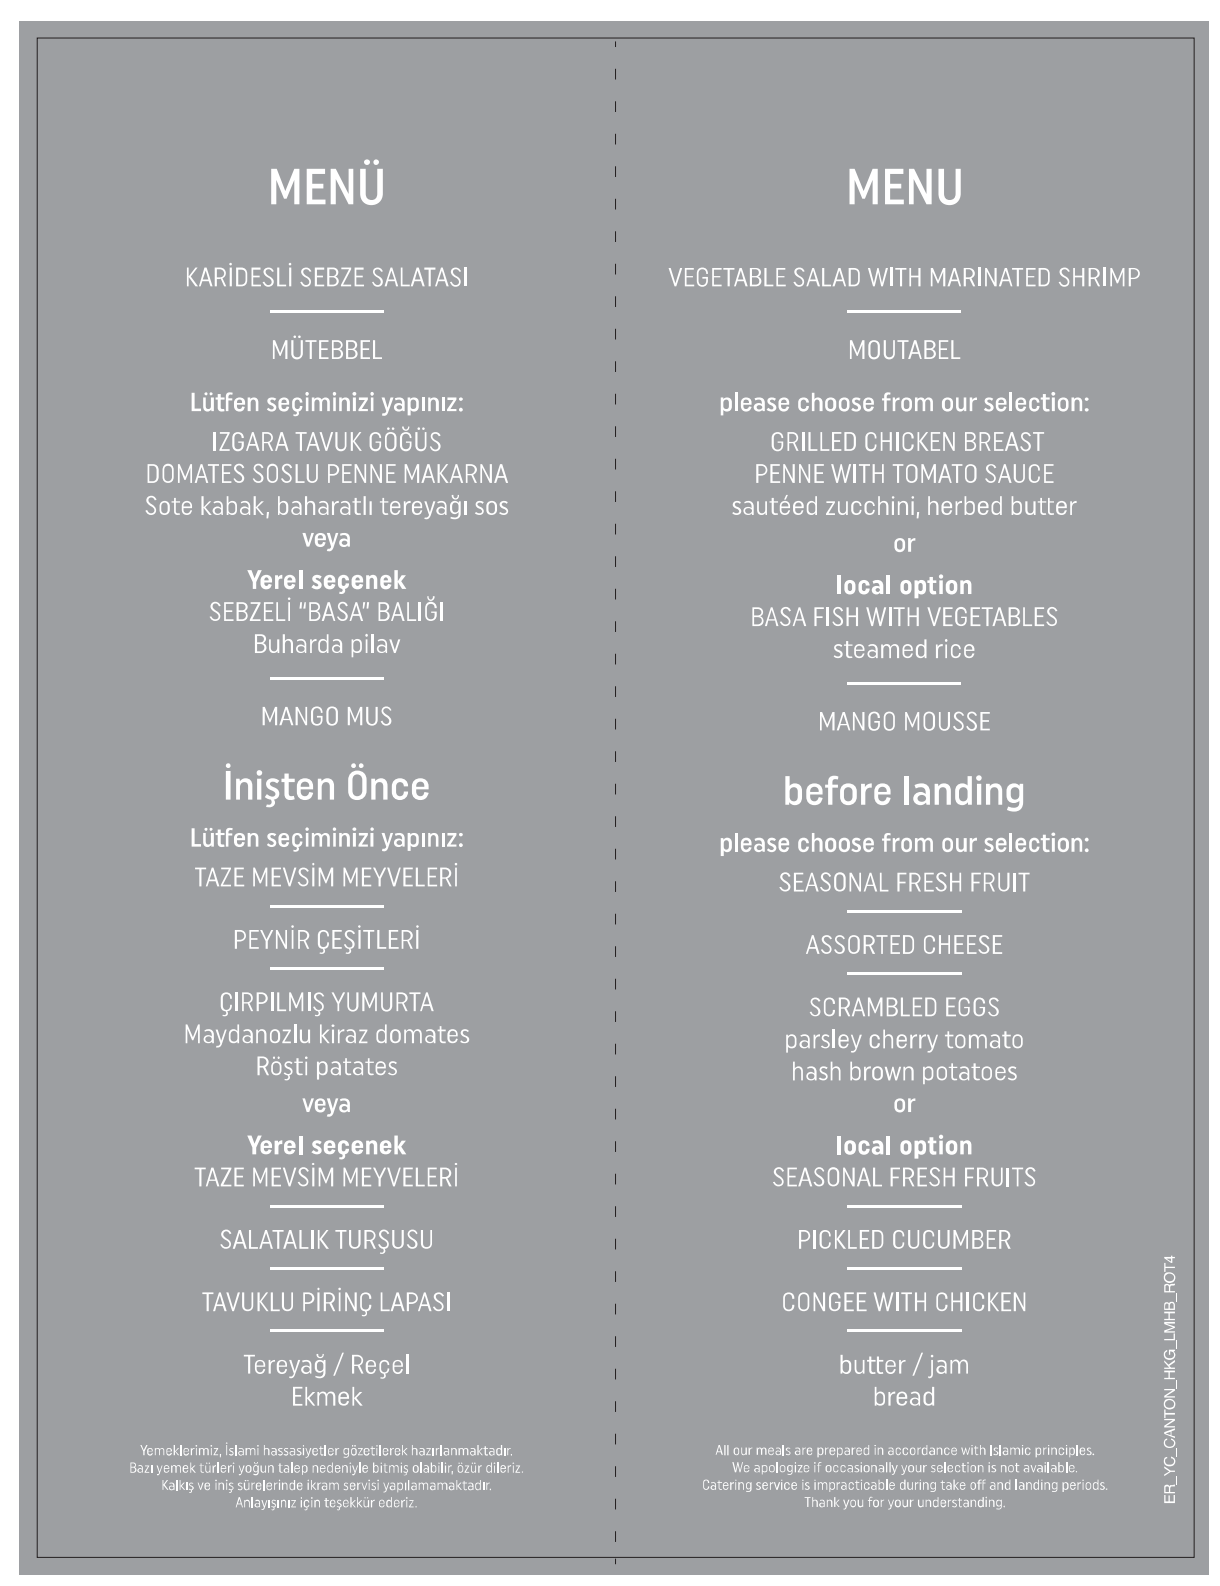 MENÜ
KARİDESLİ SEBZE SALATASI
MÜTEBBEL
Lütfen seçiminizi yapınız:
IZGARA TAVUK GÖĞÜS
DOMATES SOSLU PENNE MAKARNA
Sote kabak, baharatlı tereyağı sos
veya
Yerel seçenek
SEBZELİ “BASA” BALIĞI
Buharda pilav
MANGO MUS
İnişten Önce
Lütfen seçiminizi yapınız:
TAZE MEVSİM MEYVELERİ
PEYNİR ÇEŞİTLERİ
ÇIRPILMIŞ YUMURTA
Maydanozlu kiraz domates
Röşti patates
veya
Yerel seçenek
TAZE MEVSİM MEYVELERİ
SALATALIK TURŞUSU
TAVUKLU PİRİNÇ LAPASI
Tereyağ / Reçel
Ekmek
Yemeklerimiz, İslami hassasiyetler gözetilerek hazırlanmaktadır.
Bazı yemek türleri yoğun talep nedeniyle bitmiş olabilir, özür dileriz.
Kalkış ve iniş sürelerinde ikram servisi yapılamamaktadır.
Anlayışınız için teşekkür ederiz.
MENU
VEGETABLE SALAD WITH MARINATED SHRIMP
MOUTABEL
please choose from our selection:
GRILLED CHICKEN BREAST
PENNE WITH TOMATO SAUCE
sautéed zucchini, herbed butter
or
local option
BASA FISH WITH VEGETABLES
steamed rice
MANGO MOUSSE
before landing
please choose from our selection:
SEASONAL FRESH FRUIT
ASSORTED CHEESE
SCRAMBLED EGGS
parsley cherry tomato
hash brown potatoes
or
local option
SEASONAL FRESH FRUITS
PICKLED CUCUMBER
CONGEE WITH CHICKEN
butter / jam
bread
All our meals are prepared in accordance with Islamic principles.
We apologize if occasionally your selection is not available.
Catering service is impracticable during take off and landing periods.
Thank you for your understanding.
ER_YC_CANTON_HKG_LMHB_ROT4